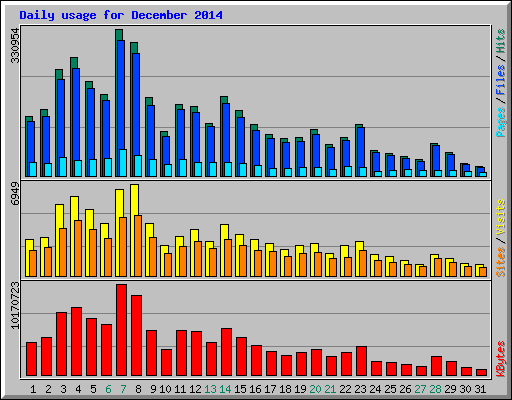 Daily usage for December 2014
330954
Pages / Files / Hits
6949
Sites / Visits
10170723
KBytes
1 2 3 4 5 6 7 8 9 10 11 12 13 14 15 16 17 18 19 20 21 22 23 24 25 26 27 28 29 30 31